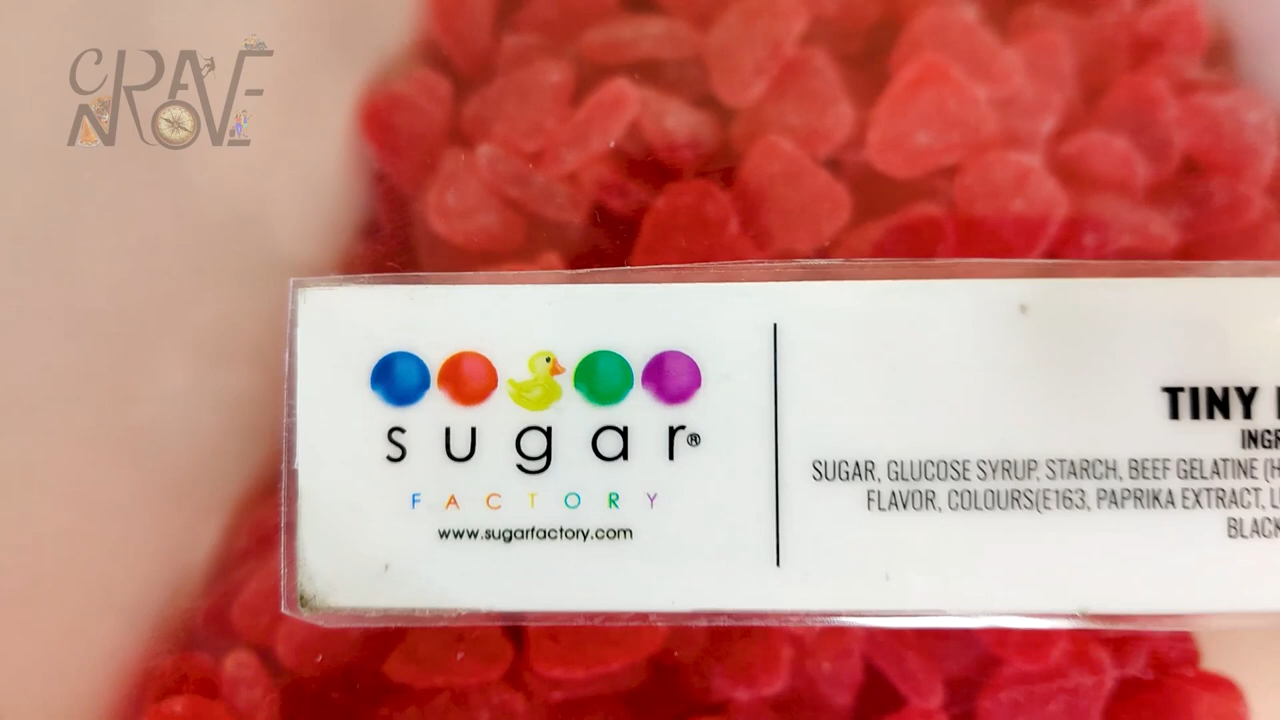 CRAVE
N ROVE
sugar®
FACTORY
www.sugarfactory.com
TINY
INGR
SUGAR, GLUCOSE SYRUP, STARCH, BEEF GELATINE (H
FLAVOR, COLOURS(E163, PAPRIKA EXTRACT, L
BLACK